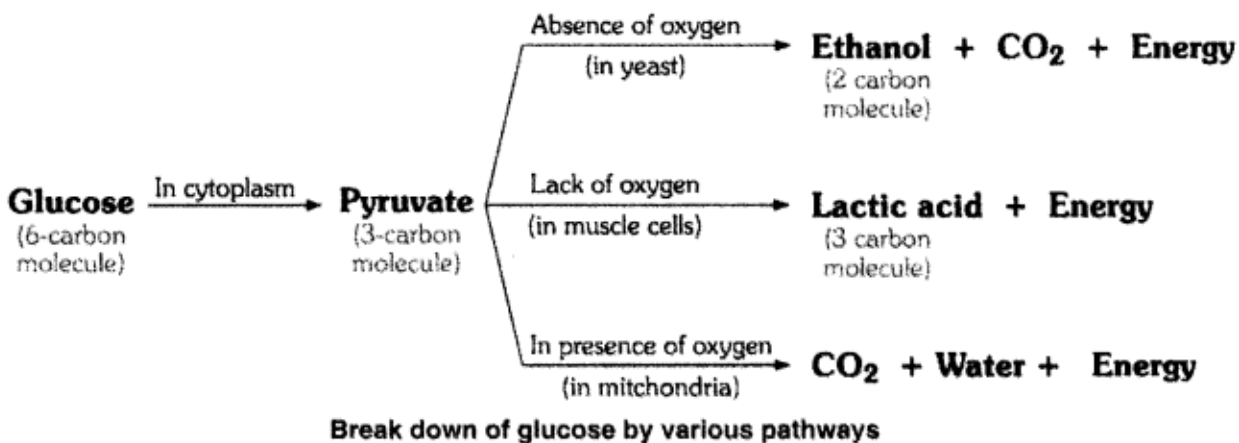 Absence of oxygen
(in yeast)
Ethanol + CO₂ + Energy
(2 carbon
molecule)
Glucose
(6-carbon
molecule)
In cytoplasm
Pyruvate
(3-carbon
molecule)
Lack of oxygen
(in muscle cells)
Lactic acid + Energy
(3 carbon
molecule)
In presence of oxygen
(in mitchondria)
CO₂ + Water + Energy
Break down of glucose by various pathways